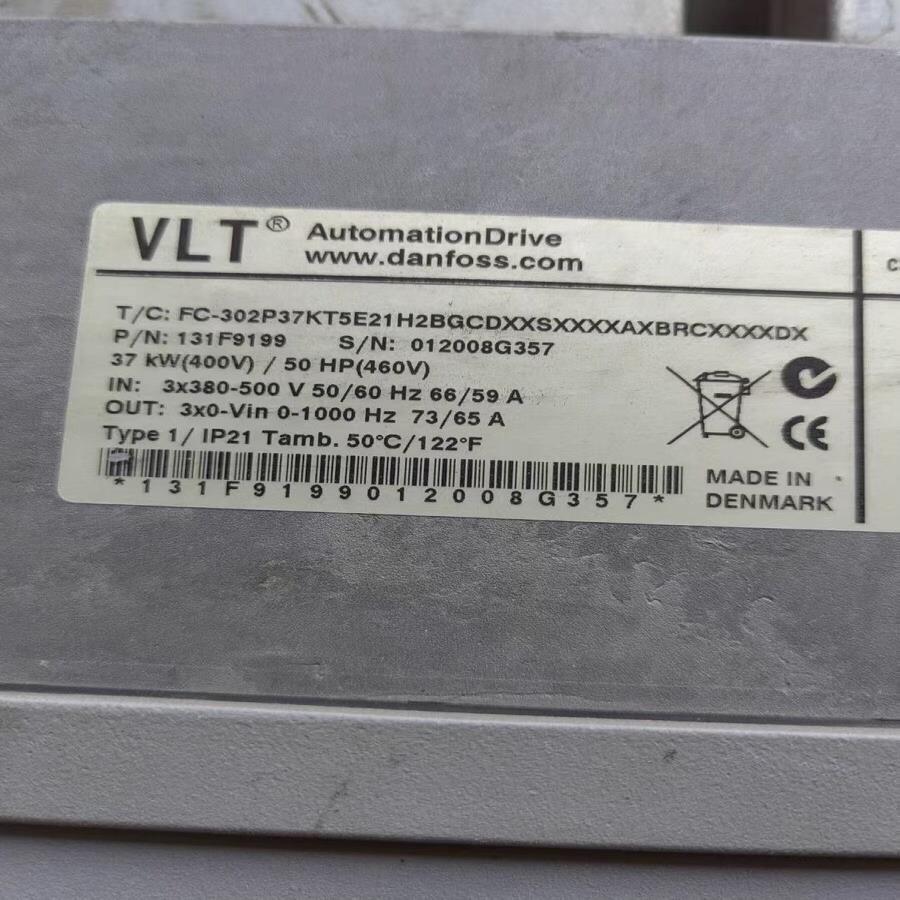 VLT® AutomationDrive
www.danfoss.com
T/C: FC-302P37KT5E21H2BGCDXXSXXXXAXBRCXXXXDX
P/N: 131F9199 S/N: 012008G357
37 kW(400V) / 50 HP(460V)
IN: 3x380-500 V 50/60 Hz 66/59 A
OUT: 3x0-Vin 0-1000 Hz 73/65 A
Type 1/ IP21 Tamb. 50°C/122°F
*131F9199012008G357*
MADE IN
DENMARK
CE